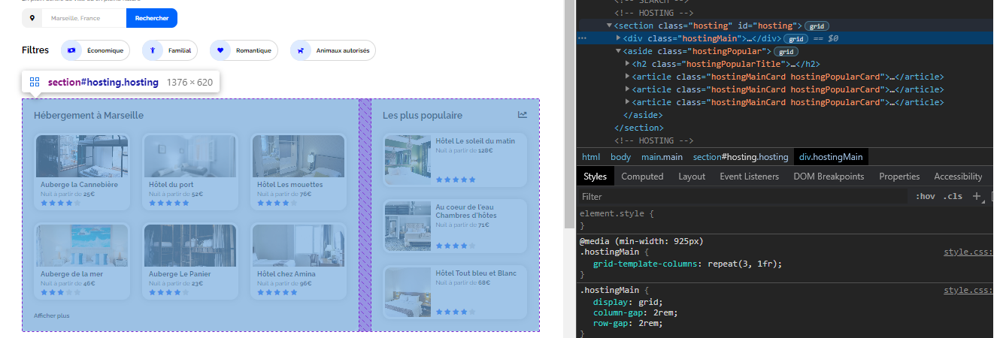 Marseille, France
Rechercher
Filtres
Économique
Familial
Romantique
Animaux autorisés
section#hosting.hosting 1376 × 620
Hébergement à Marseille
Auberge la Cannebière
Nuit à partir de 25€
Hôtel du port
Nuit à partir de 52€
Hôtel Les mouettes
Nuit à partir de 76€
Auberge de la mer
Nuit à partir de 46€
Auberge Le Panier
Nuit à partir de 23€
Hôtel chez Amina
Nuit à partir de 96€
Afficher plus
Les plus populaire
Hôtel Le soleil du matin
Nuit à partir de 128€
Au coeur de l'eau
Chambres d'hôtes
Nuit à partir de 71€
Hôtel Tout bleu et Blanc
Nuit à partir de 68€
<!-- SEARCH -->
<!-- HOSTING -->
<section class="hosting" id="hosting"> grid
<div class="hostingMain">…</div> grid == $0
<aside class="hostingPopular"> grid
<h2 class="hostingPopularTitle">…</h2>
<article class="hostingMainCard hostingPopularCard">…</article>
<article class="hostingMainCard hostingPopularCard">…</article>
<article class="hostingMainCard hostingPopularCard">…</article>
</aside>
</section>
<!-- HOSTING -->
html body main.main section#hosting.hosting div.hostingMain
Styles Computed Layout Event Listeners DOM Breakpoints Properties Accessibility
Filter :hov .cls +
element.style {
}
@media (min-width: 925px)
.hostingMain { style.css:
grid-template-columns: repeat(3, 1fr);
}
.hostingMain { style.css:
display: grid;
column-gap: 2rem;
row-gap: 2rem;
}